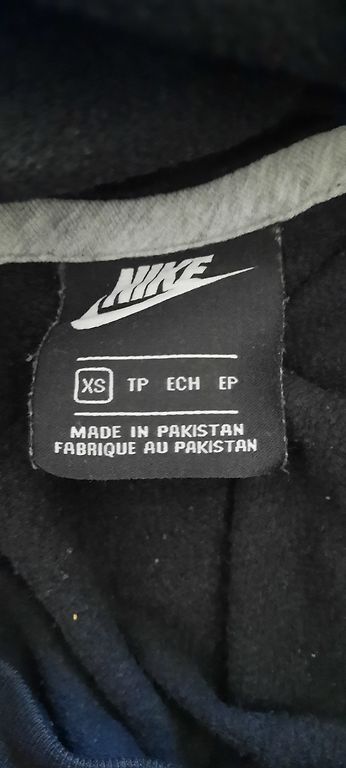 NIKE
XS TP ECH EP
MADE IN PAKISTAN
FABRIQUE AU PAKISTAN